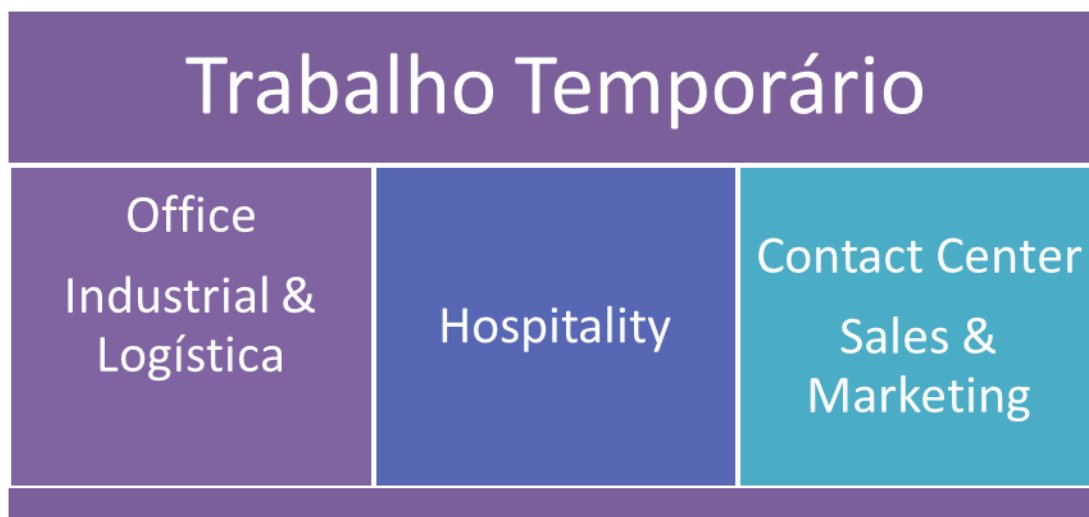 Trabalho Temporário
Office
Industrial &
Logística
Hospitality
Contact Center
Sales &
Marketing